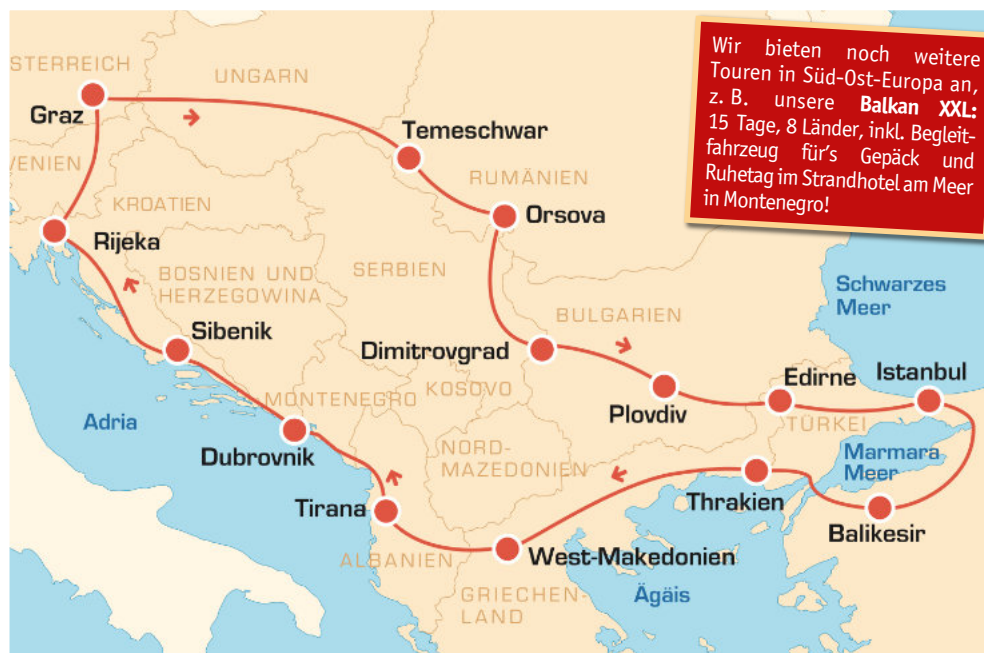 Wir bieten noch weitere
Touren in Süd-Ost-Europa an,
z. B. unsere Balkan XXL:
15 Tage, 8 Länder, inkl. Begleit-
fahrzeug für's Gepäck und
Ruhetag im Strandhotel am Meer
in Montenegro!
STERREICH
UNGARN
Graz
Temeschwar
VENIEN
RUMÄNIEN
KROATIEN
Orsova
Rijeka
BOSNIEN UND
HERZEGOWINA
SERBIEN
Schwarzes
Meer
BULGARIEN
Sibenik
Dimitrovgrad
Edirne
Istanbul
KOSOVO
MONTENEGRO
Plovdiv
TÜRKEI
Adria
Dubrovnik
NORD-
MAZEDONIEN
Marmara
Meer
Thrakien
Tirana
Balikesir
ALBANIEN
West-Makedonien
GRIECHEN-
LAND
Ägäis